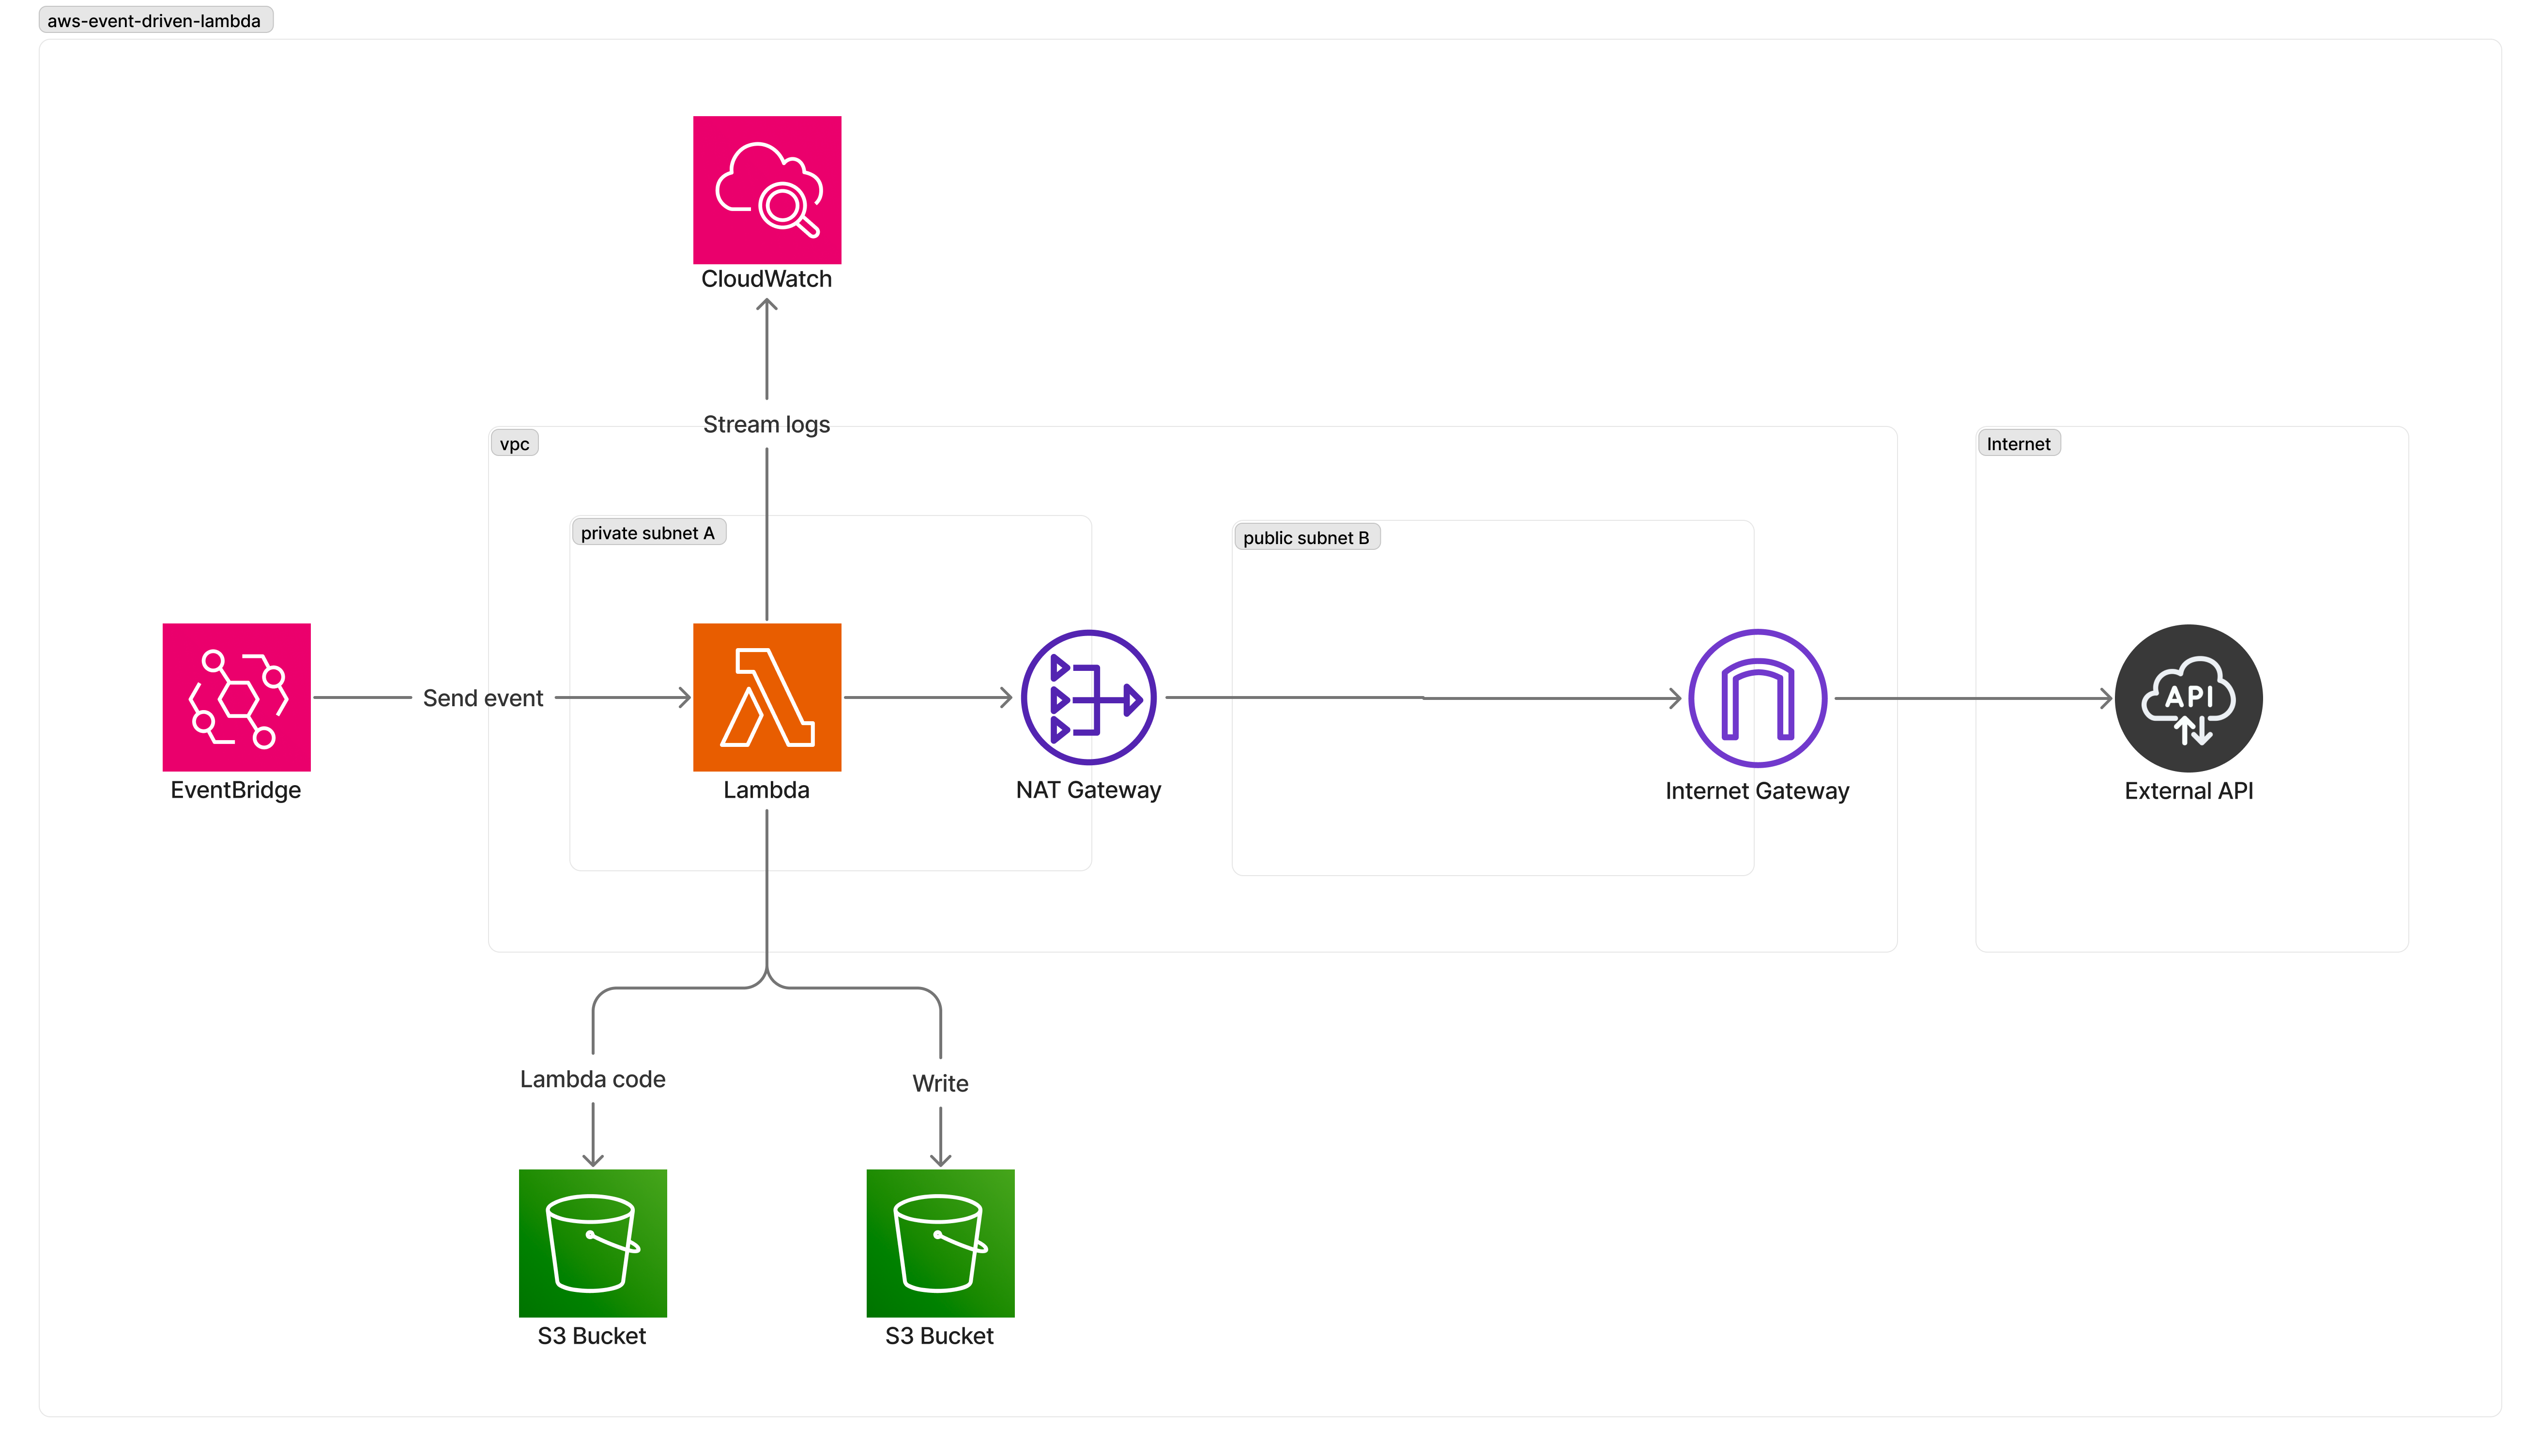 aws-event-driven-lambda
CloudWatch
Stream logs
vpc
Internet
private subnet A
public subnet B
Send event
API
EventBridge
Lambda
NAT Gateway
Internet Gateway
External API
Lambda code
Write
S3 Bucket
S3 Bucket